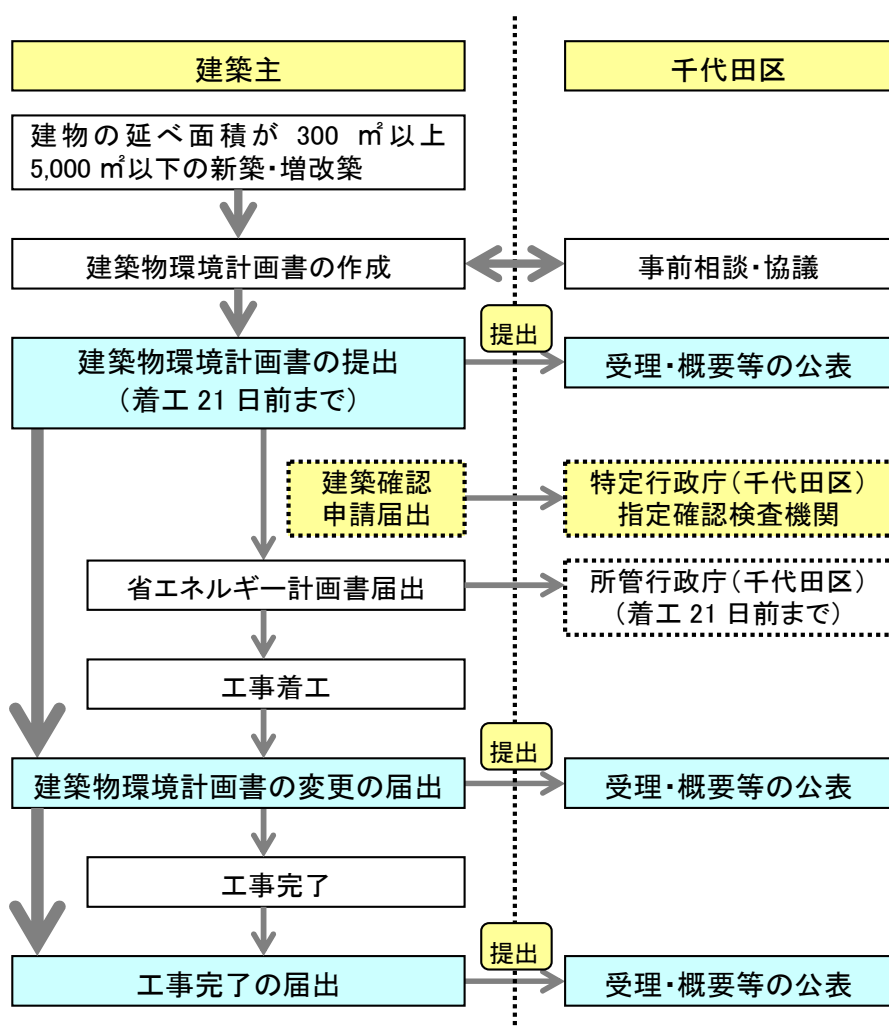 建築主
千代田区
建物の延べ面積が 300 ㎡以上
5,000 ㎡以下の新築・増改築
建築物環境計画書の作成
事前相談・協議
提出
建築物環境計画書の提出
（着工 21 日前まで）
受理・概要等の公表
建築確認
申請届出
特定行政庁（千代田区）
指定確認検査機関
省エネルギー計画書届出
所管行政庁（千代田区）
（着工 21 日前まで）
工事着工
提出
建築物環境計画書の変更の届出
受理・概要等の公表
工事完了
提出
工事完了の届出
受理・概要等の公表